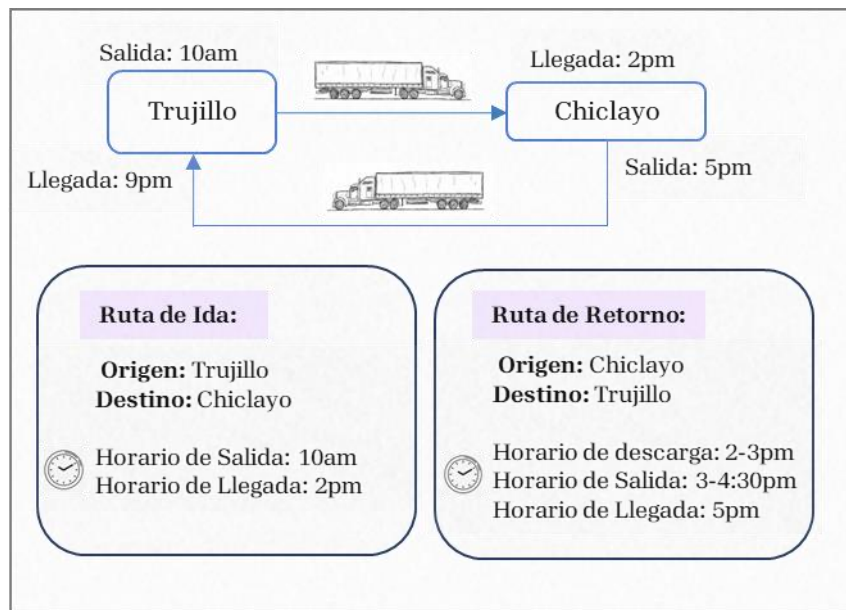 Salida: 10am
Llegada: 2pm
Trujillo
Chiclayo
Llegada: 9pm
Salida: 5pm
Ruta de Ida:
Origen: Trujillo
Destino: Chiclayo
Horario de Salida: 10am
Horario de Llegada: 2pm
Ruta de Retorno:
Origen: Chiclayo
Destino: Trujillo
Horario de descarga: 2-3pm
Horario de Salida: 3-4:30pm
Horario de Llegada: 5pm